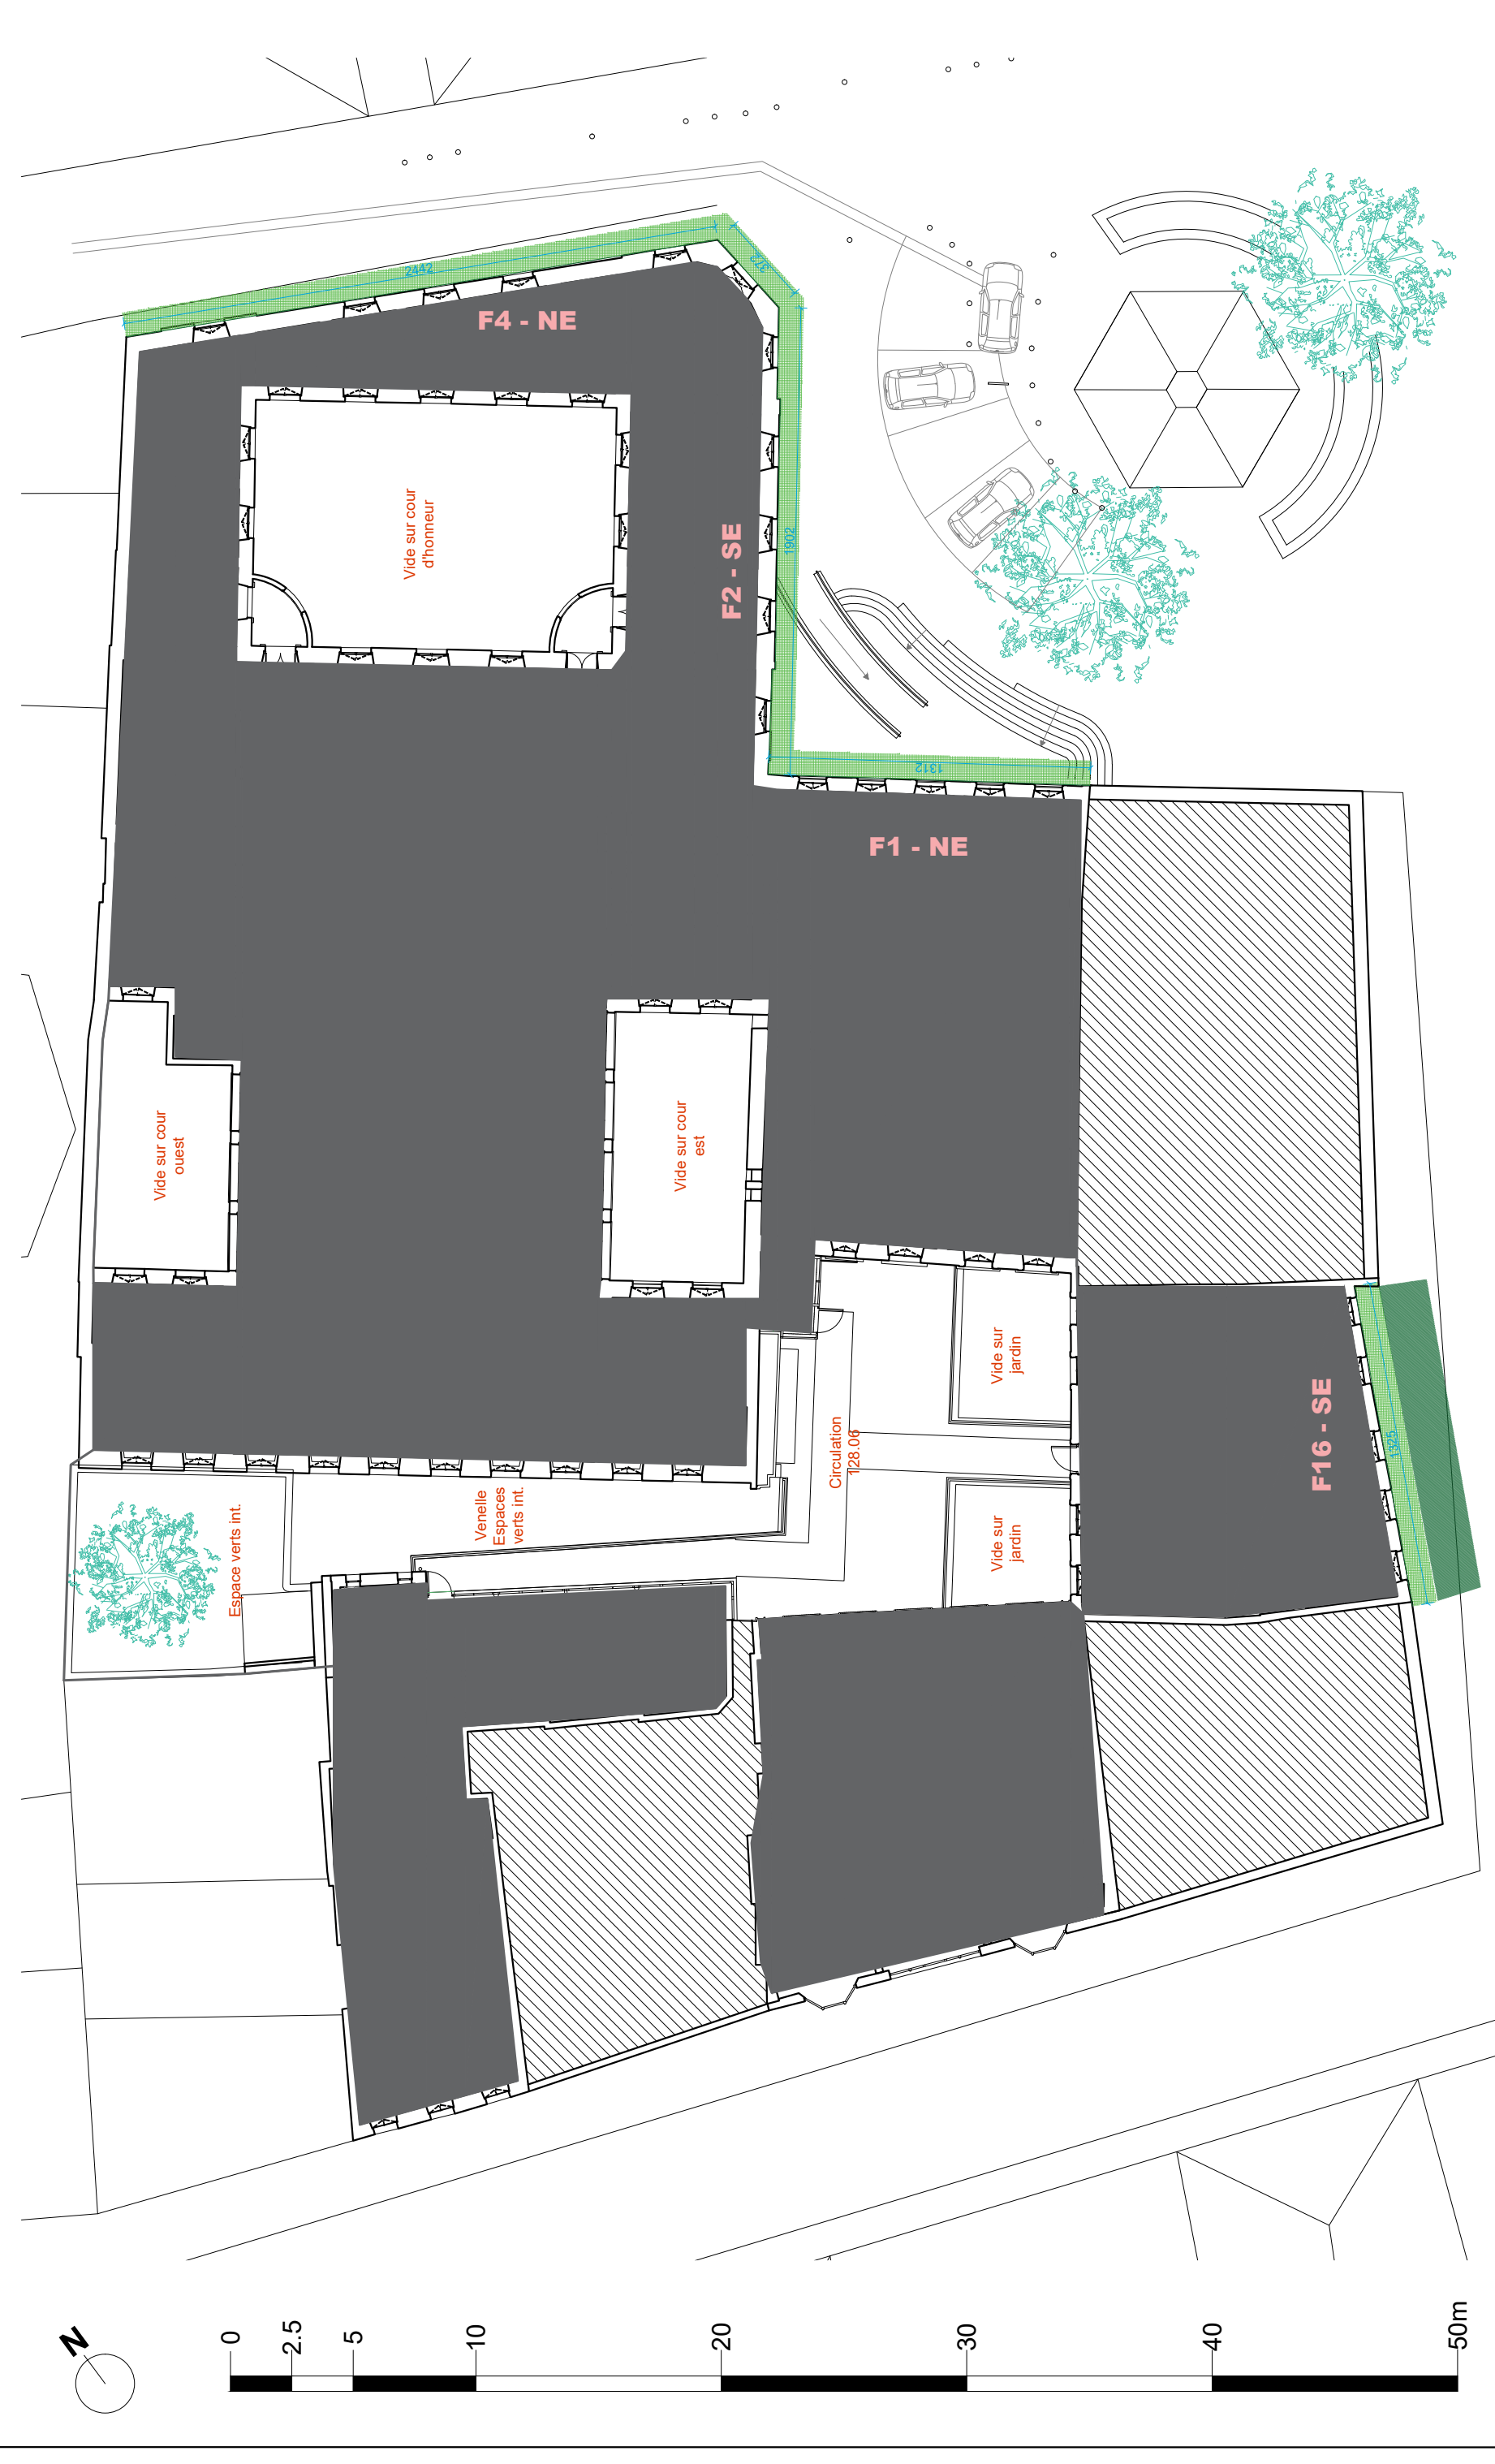 2442
372
F4 - NE
Vide sur cour
d'honneur
F2 - SE
1902
1312
F1 - NE
Vide sur cour
ouest
Vide sur cour
est
Vide sur
jardin
Circulation
128.06
F16 - SE
1325
Espace verts int.
Venelle
Espaces
verts int.
Vide sur
jardin
N
0
2.5
5
10
20
30
40
50m